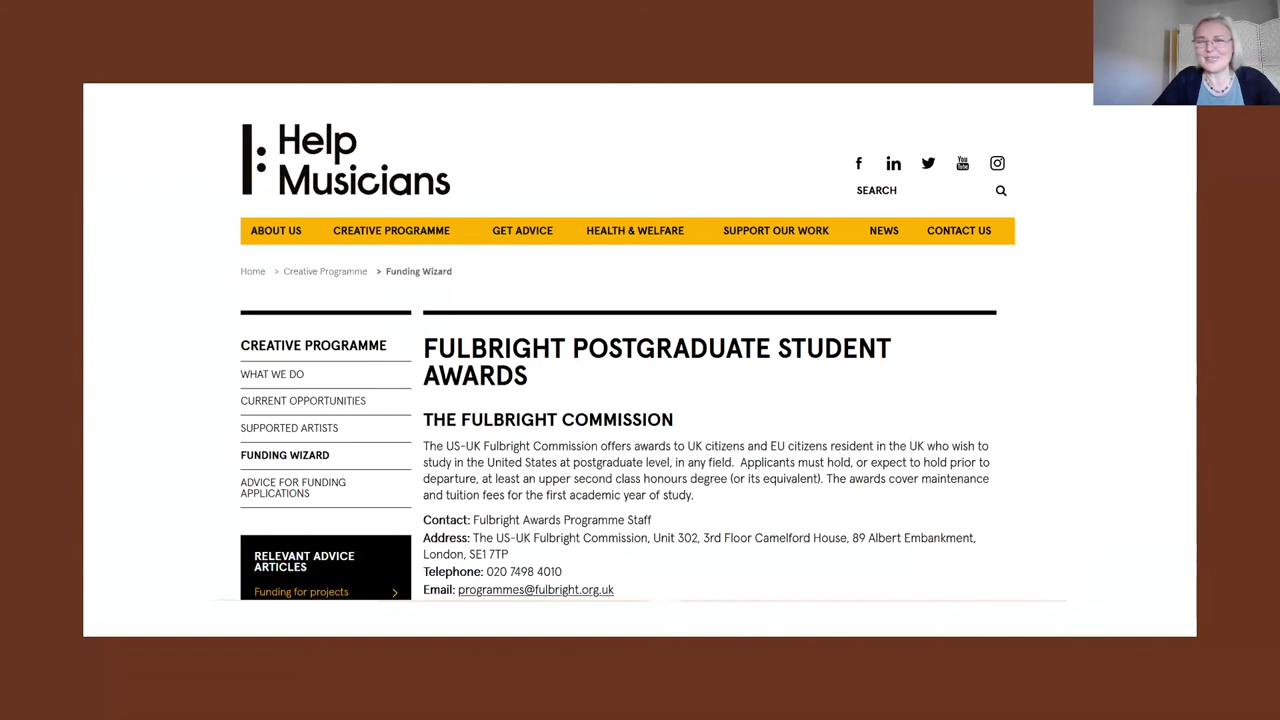 Help
Musicians
SEARCH
ABOUT US CREATIVE PROGRAMME GET ADVICE HEALTH & WELFARE SUPPORT OUR WORK NEWS CONTACT US
Home > Creative Programme > Funding Wizard
CREATIVE PROGRAMME
WHAT WE DO
CURRENT OPPORTUNITIES
SUPPORTED ARTISTS
FUNDING WIZARD
ADVICE FOR FUNDING
APPLICATIONS
RELEVANT ADVICE
ARTICLES
Funding for projects >
FULBRIGHT POSTGRADUATE STUDENT
AWARDS
THE FULBRIGHT COMMISSION
The US-UK Fulbright Commission offers awards to UK citizens and EU citizens resident in the UK who wish to
study in the United States at postgraduate level, in any field. Applicants must hold, or expect to hold prior to
departure, at least an upper second class honours degree (or its equivalent). The awards cover maintenance
and tuition fees for the first academic year of study.
Contact: Fulbright Awards Programme Staff
Address: The US-UK Fulbright Commission, Unit 302, 3rd Floor Camelford House, 89 Albert Embankment,
London, SE1 7TP
Telephone: 020 7498 4010
Email: programmes@fulbright.org.uk